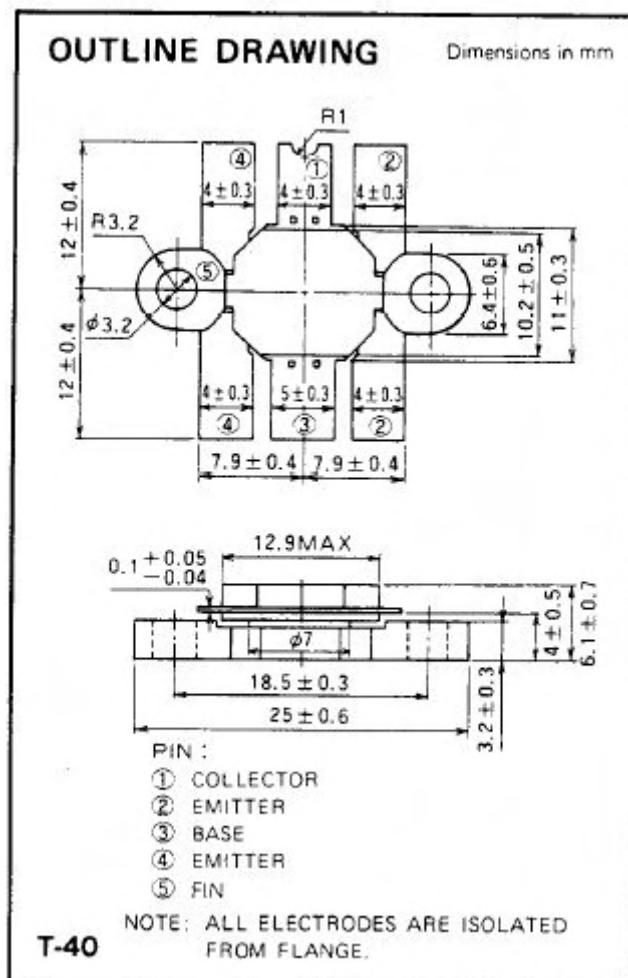 OUTLINE DRAWING Dimensions in mm
R1
④ ① ②
4±0.3 4±0.3 4±0.3
12±0.4
R3.2
⑤
φ3.2
12±0.4
6.4±0.6
10.2±0.5
11±0.3
4±0.3 5±0.3 4±0.3
④ ③ ②
7.9±0.4 7.9±0.4
12.9MAX
0.1 +0.05
−0.04
φ7
4±0.5
6.1±0.7
3.2±0.3
18.5±0.3
25±0.6
PIN :
① COLLECTOR
② EMITTER
③ BASE
④ EMITTER
⑤ FIN
NOTE: ALL ELECTRODES ARE ISOLATED
T-40 FROM FLANGE.